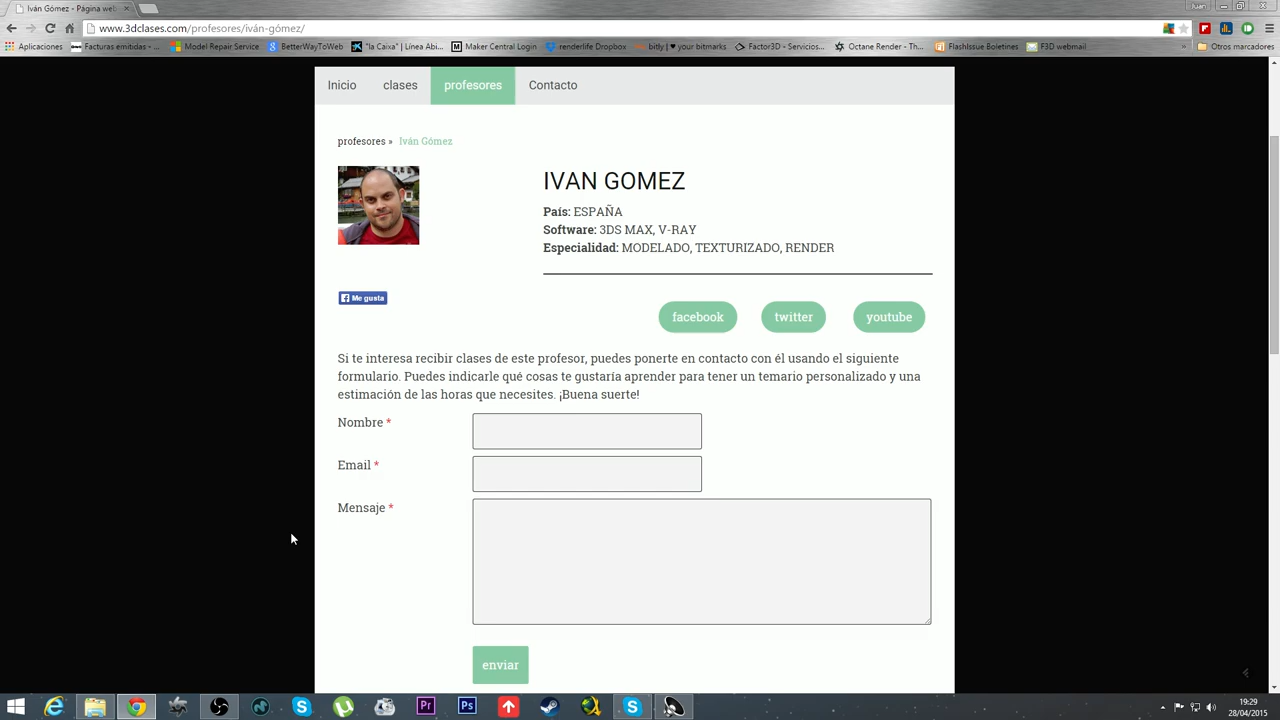 Iván Gómez - Página web
Iván
www.3dclases.com/profesores/iván-gómez/
Aplicaciones
Facturas emitidas - ...
Model Repair Service
BetterWayToWeb
"la Caixa" | Línea Abi...
Maker Central Login
renderlife Dropbox
bitly | ♥ your bitmarks
Factor3D - Servicios...
Octane Render - Th...
FlashIssue Boletines
F3D webmail
»
Otros marcadores
Inicio
clases
profesores
Contacto
profesores » Iván Gómez
IVAN GOMEZ
País: ESPAÑA
Software: 3DS MAX, V-RAY
Especialidad: MODELADO, TEXTURIZADO, RENDER
Me gusta
facebook
twitter
youtube
Si te interesa recibir clases de este profesor, puedes ponerte en contacto con él usando el siguiente
formulario. Puedes indicarle qué cosas te gustaría aprender para tener un temario personalizado y una
estimación de las horas que necesites. ¡Buena suerte!
Nombre *
Email *
Mensaje *
enviar
Pr
Ps
19:29
28/04/2015